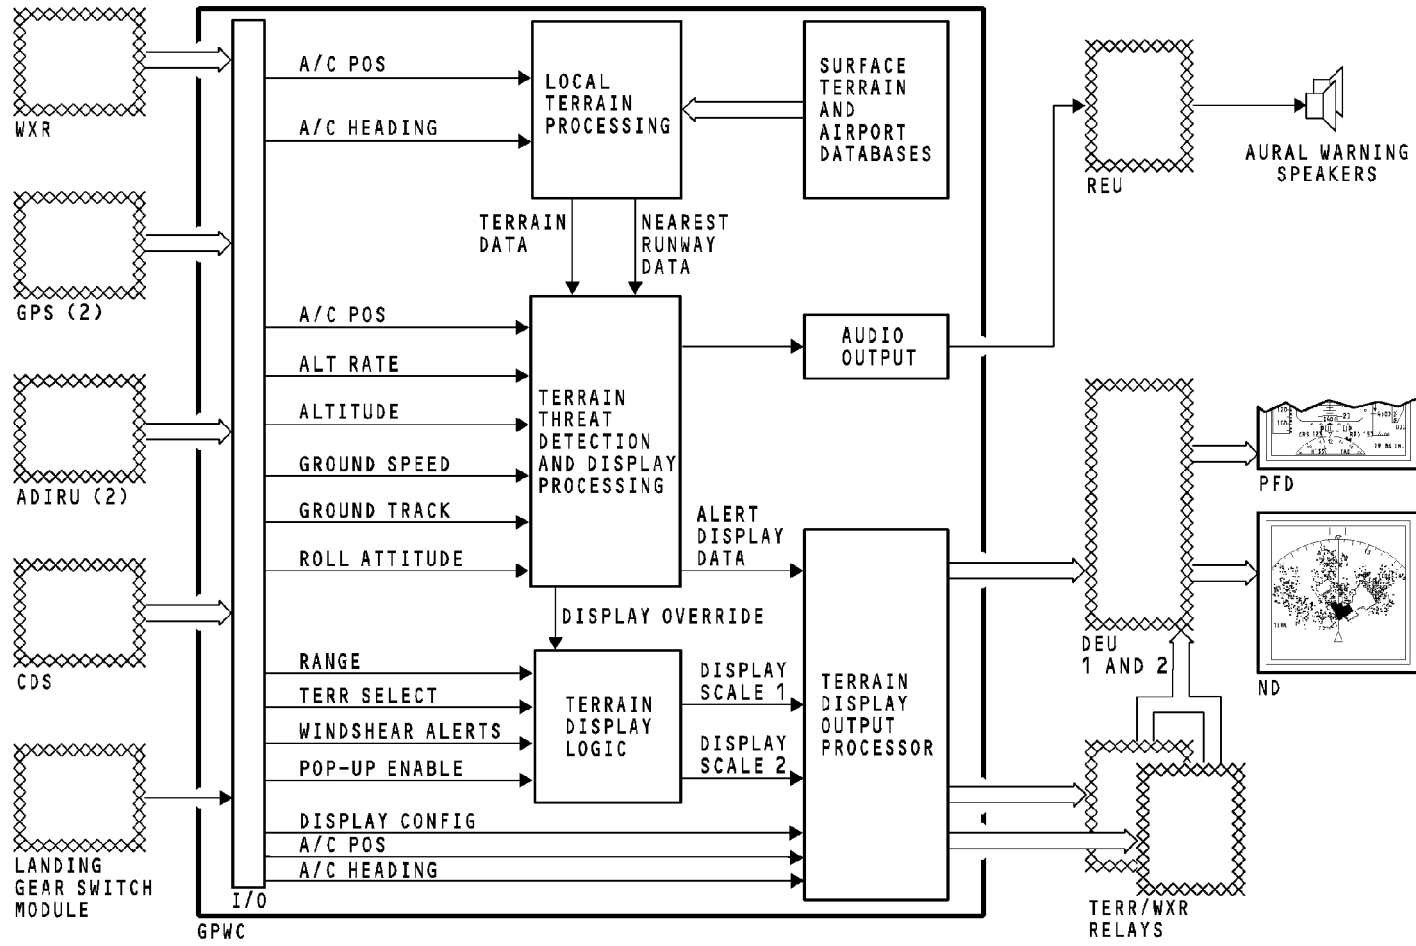 WXR
GPS (2)
ADIRU (2)
CDS
LANDING
GEAR SWITCH
MODULE
I/O
GPWC
A/C POS
A/C HEADING
LOCAL
TERRAIN
PROCESSING
SURFACE
TERRAIN
AND
AIRPORT
DATABASES
TERRAIN
DATA
NEAREST
RUNWAY
DATA
A/C POS
ALT RATE
ALTITUDE
GROUND SPEED
GROUND TRACK
ROLL ATTITUDE
TERRAIN
THREAT
DETECTION
AND DISPLAY
PROCESSING
AUDIO
OUTPUT
ALERT
DISPLAY
DATA
DISPLAY OVERRIDE
RANGE
TERR SELECT
WINDSHEAR ALERTS
POP-UP ENABLE
TERRAIN
DISPLAY
LOGIC
DISPLAY
SCALE 1
DISPLAY
SCALE 2
DISPLAY CONFIG
A/C POS
A/C HEADING
TERRAIN
DISPLAY
OUTPUT
PROCESSOR
REU
AURAL WARNING
SPEAKERS
PFD
DEU
1 AND 2
ND
TERR/WXR
RELAYS